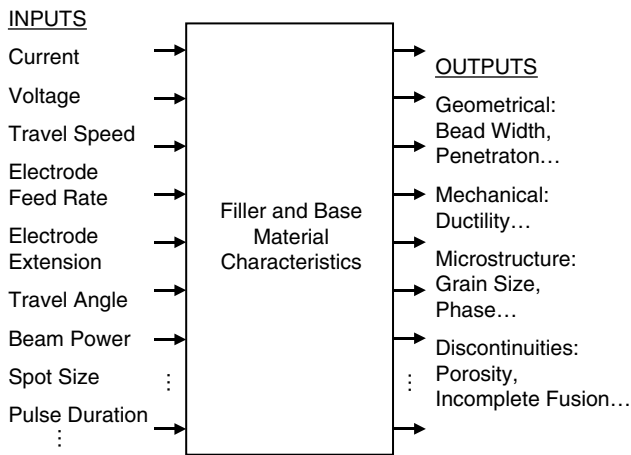 INPUTS
Current
Voltage
Travel Speed
Electrode
Feed Rate
Electrode
Extension
Travel Angle
Beam Power
Spot Size
Pulse Duration
Filler and Base
Material
Characteristics
OUTPUTS
Geometrical:
Bead Width,
Penetraton…
Mechanical:
Ductility…
Microstructure:
Grain Size,
Phase…
Discontinuities:
Porosity,
Incomplete Fusion…